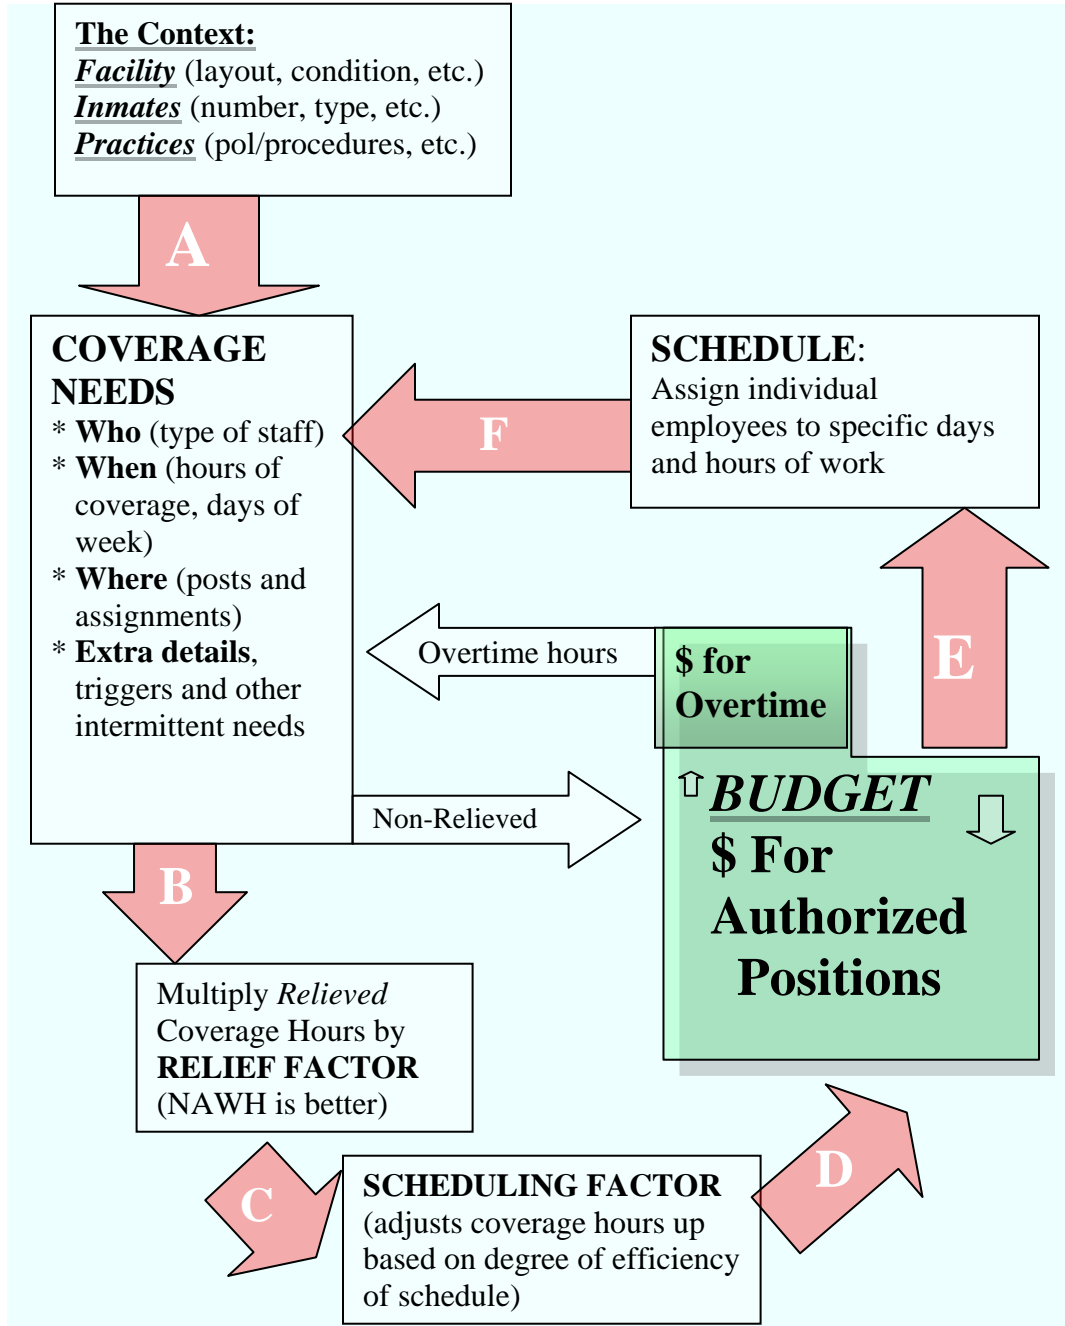 The Context:
Facility (layout, condition, etc.)
Inmates (number, type, etc.)
Practices (pol/procedures, etc.)
A
COVERAGE
NEEDS
* Who (type of staff)
* When (hours of
coverage, days of
week)
* Where (posts and
assignments)
* Extra details,
triggers and other
intermittent needs
F
SCHEDULE:
Assign individual
employees to specific days
and hours of work
E
Overtime hours
$ for
Overtime
Non-Relieved
BUDGET
$ For
Authorized
Positions
B
Multiply Relieved
Coverage Hours by
RELIEF FACTOR
(NAWH is better)
C
SCHEDULING FACTOR
(adjusts coverage hours up
based on degree of efficiency
of schedule)
D